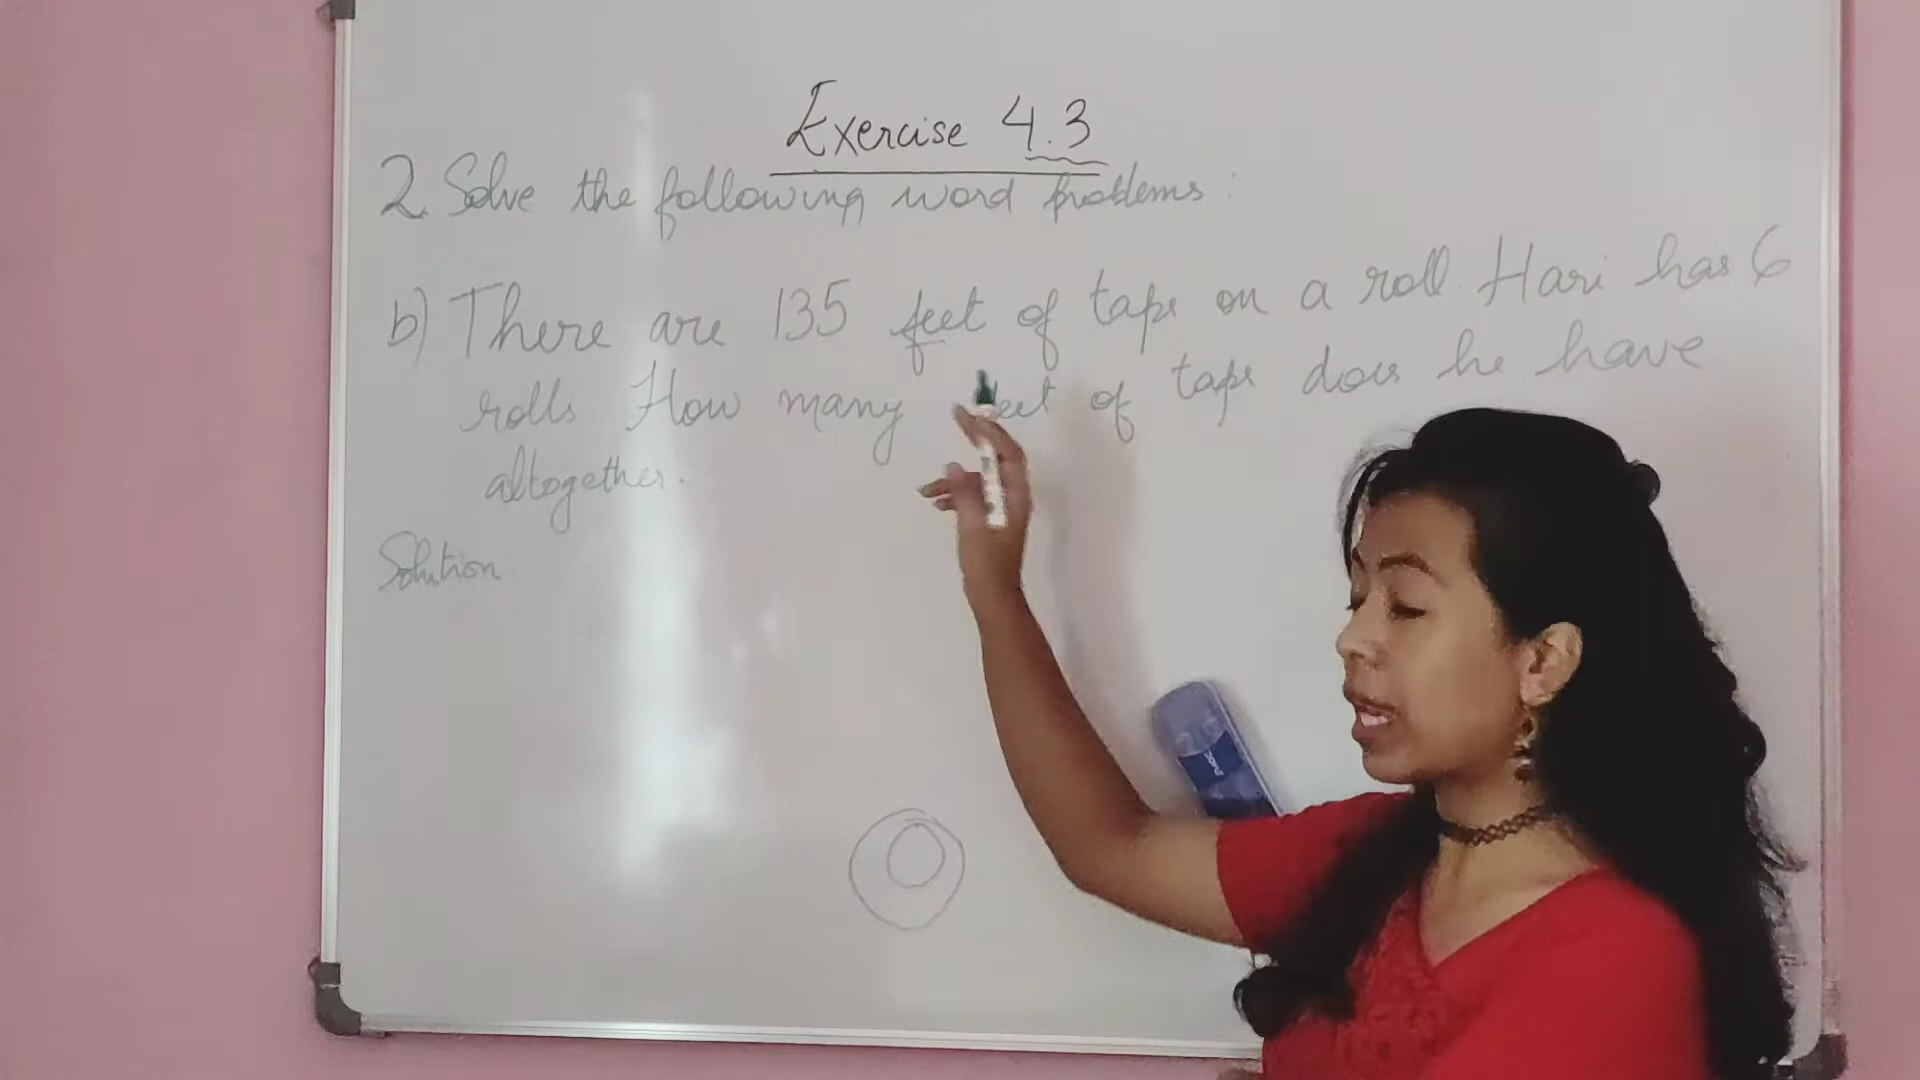 Exercise 4.3
2. Solve the following word problems:
b) There are 135 feet of tape on a roll. Hari has 6
rolls How many feet of tape does he have
altogether.
Solution